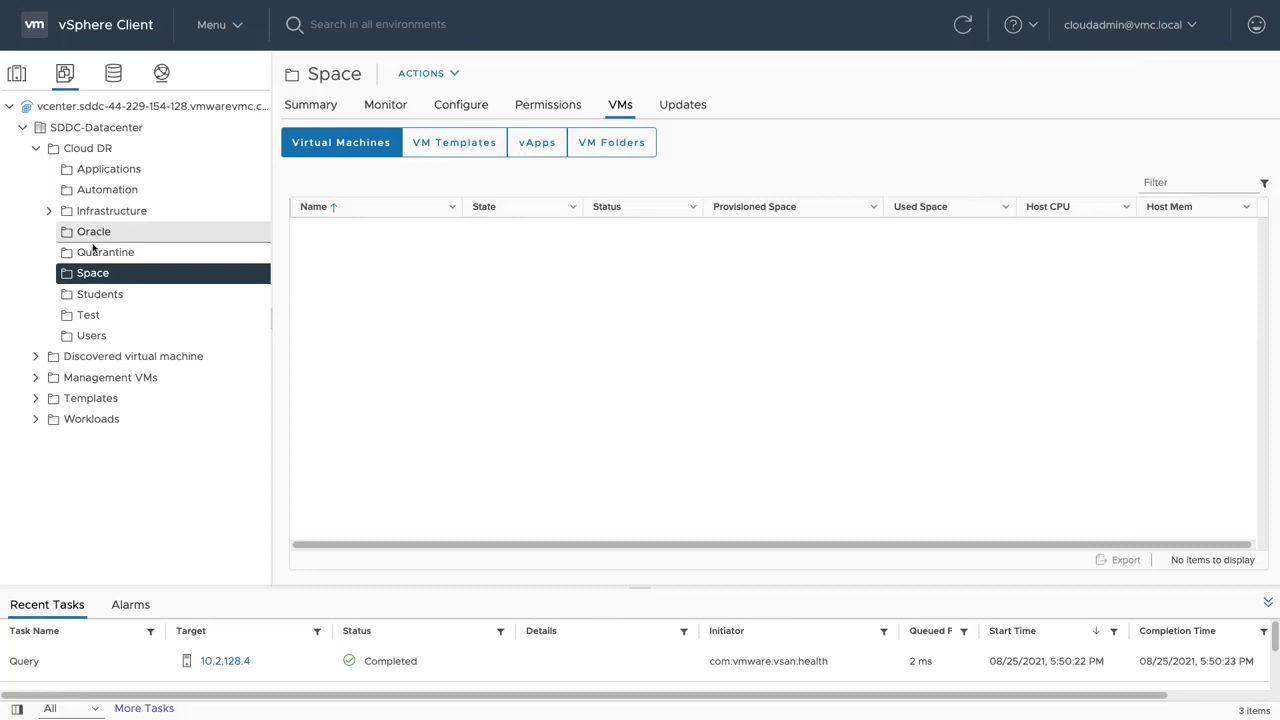 vm vSphere Client Menu Search in all environments cloudadmin@vmc.local
vcenter.sddc-44-229-154-128.vmwarevmc.c...
SDDC-Datacenter
Cloud DR
Applications
Automation
Infrastructure
Oracle
Quarantine
Space
Students
Test
Users
Discovered virtual machine
Management VMs
Templates
Workloads
Space ACTIONS
Summary Monitor Configure Permissions VMs Updates
Virtual Machines VM Templates vApps VM Folders
Filter
Name State Status Provisioned Space Used Space Host CPU Host Mem
Export No items to display
Recent Tasks Alarms
Task Name Target Status Details Initiator Queued F Start Time Completion Time
Query 10.2.128.4 Completed com.vmware.vsan.health 2 ms 08/25/2021, 5:50:22 PM 08/25/2021, 5:50:23 PM
All More Tasks 3 items